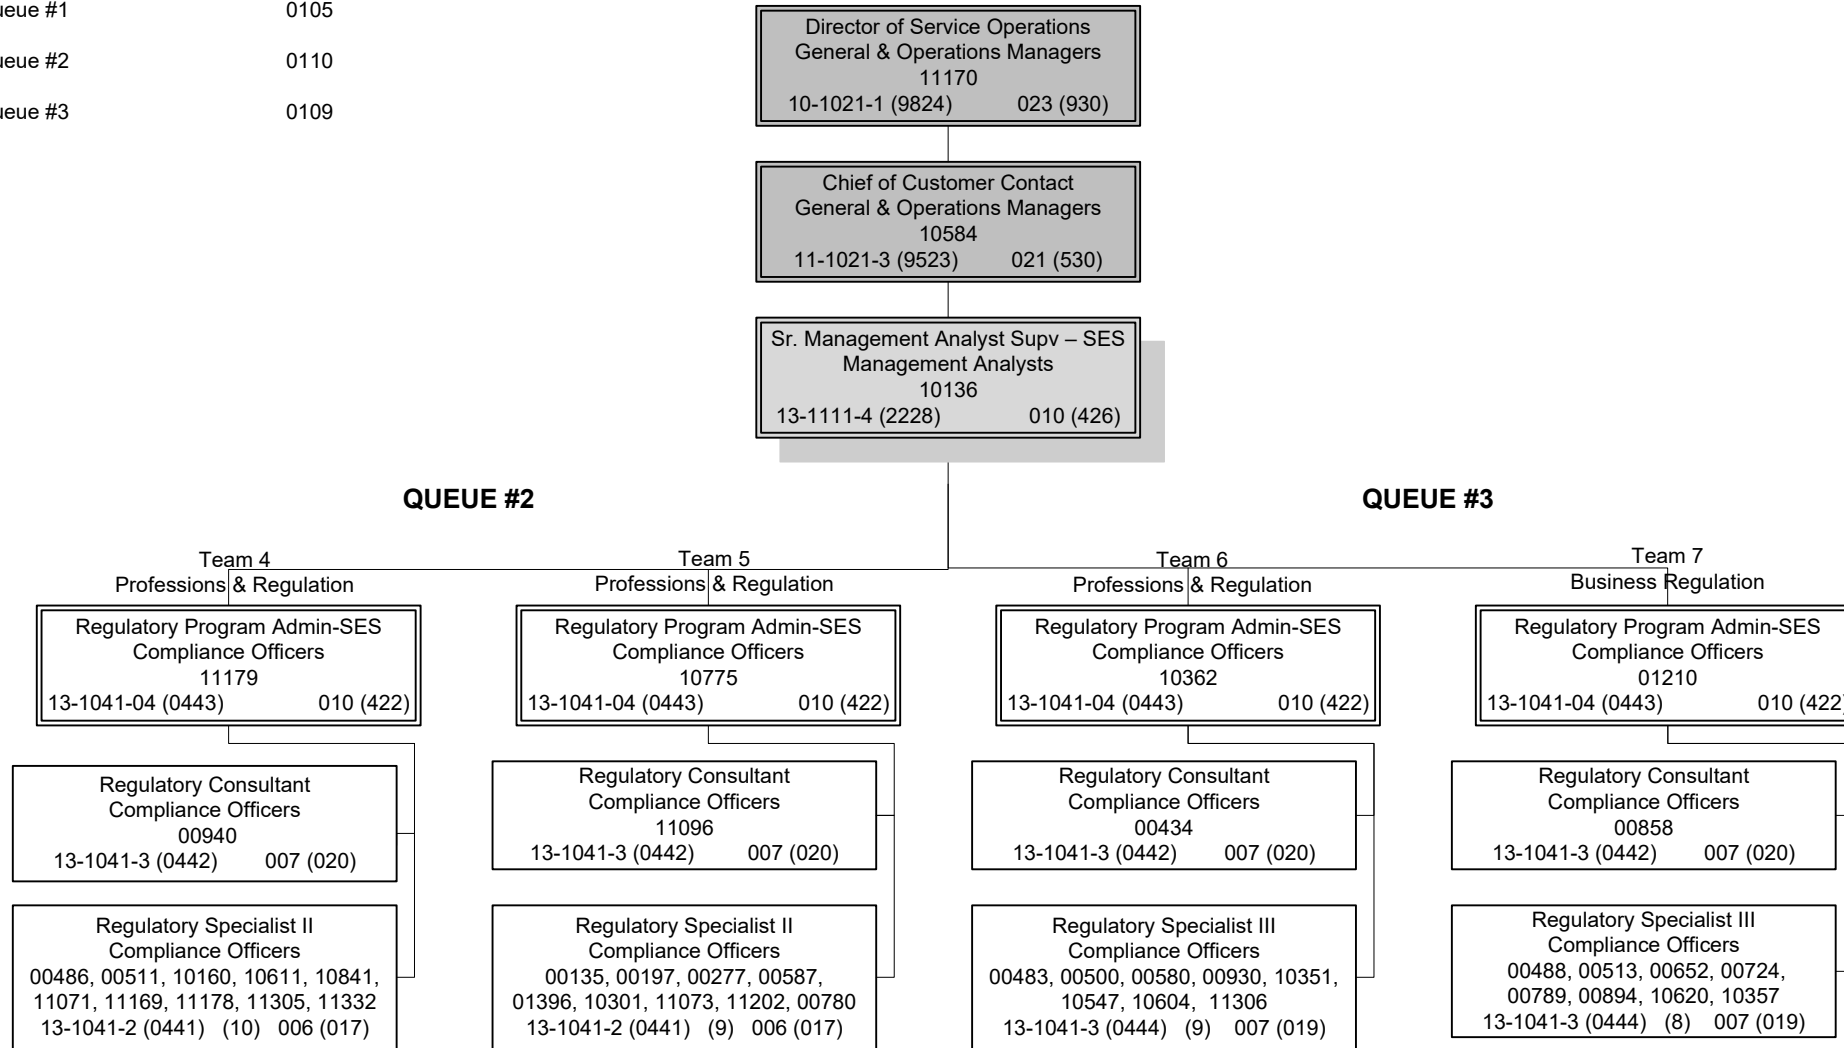 ueue #1 0105
ueue #2 0110
ueue #3 0109
Director of Service Operations
General & Operations Managers
11170
10-1021-1 (9824) 023 (930)
Chief of Customer Contact
General & Operations Managers
10584
11-1021-3 (9523) 021 (530)
Sr. Management Analyst Supv – SES
Management Analysts
10136
13-1111-4 (2228) 010 (426)
QUEUE #2
QUEUE #3
Team 4
Professions & Regulation
Regulatory Program Admin-SES
Compliance Officers
11179
13-1041-04 (0443) 010 (422)
Regulatory Consultant
Compliance Officers
00940
13-1041-3 (0442) 007 (020)
Regulatory Specialist II
Compliance Officers
00486, 00511, 10160, 10611, 10841,
11071, 11169, 11178, 11305, 11332
13-1041-2 (0441) (10) 006 (017)
Team 5
Professions & Regulation
Regulatory Program Admin-SES
Compliance Officers
10775
13-1041-04 (0443) 010 (422)
Regulatory Consultant
Compliance Officers
11096
13-1041-3 (0442) 007 (020)
Regulatory Specialist II
Compliance Officers
00135, 00197, 00277, 00587,
01396, 10301, 11073, 11202, 00780
13-1041-2 (0441) (9) 006 (017)
Team 6
Professions & Regulation
Regulatory Program Admin-SES
Compliance Officers
10362
13-1041-04 (0443) 010 (422)
Regulatory Consultant
Compliance Officers
00434
13-1041-3 (0442) 007 (020)
Regulatory Specialist III
Compliance Officers
00483, 00500, 00580, 00930, 10351,
10547, 10604, 11306
13-1041-3 (0444) (9) 007 (019)
Team 7
Business Regulation
Regulatory Program Admin-SES
Compliance Officers
01210
13-1041-04 (0443) 010 (422)
Regulatory Consultant
Compliance Officers
00858
13-1041-3 (0442) 007 (020)
Regulatory Specialist III
Compliance Officers
00488, 00513, 00652, 00724,
00789, 00894, 10620, 10357
13-1041-3 (0444) (8) 007 (019)